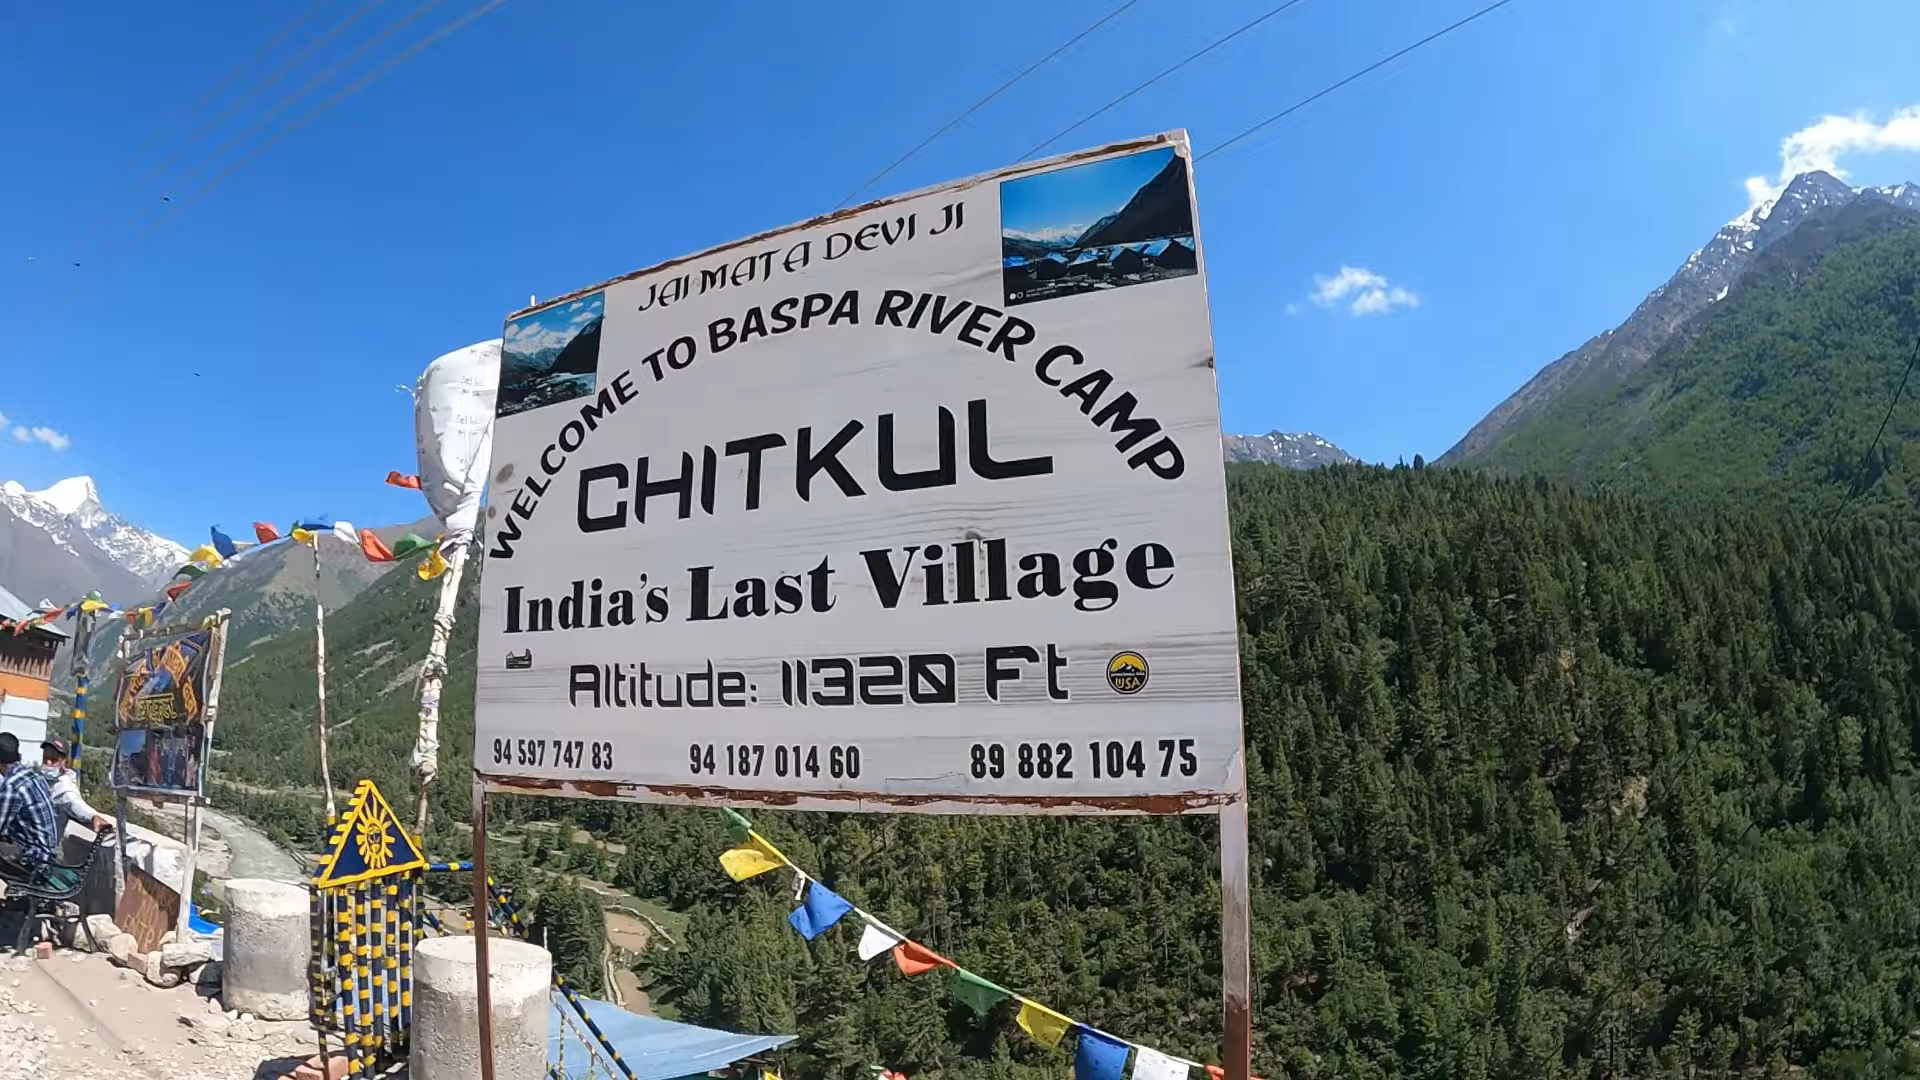 JAI MATA DEVI JI
WELCOME TO BASPA RIVER CAMP
CHITKUL
India's Last Village
Altitude: 11320 Ft
USA
94 597 747 83 94 187 014 60 89 882 104 75